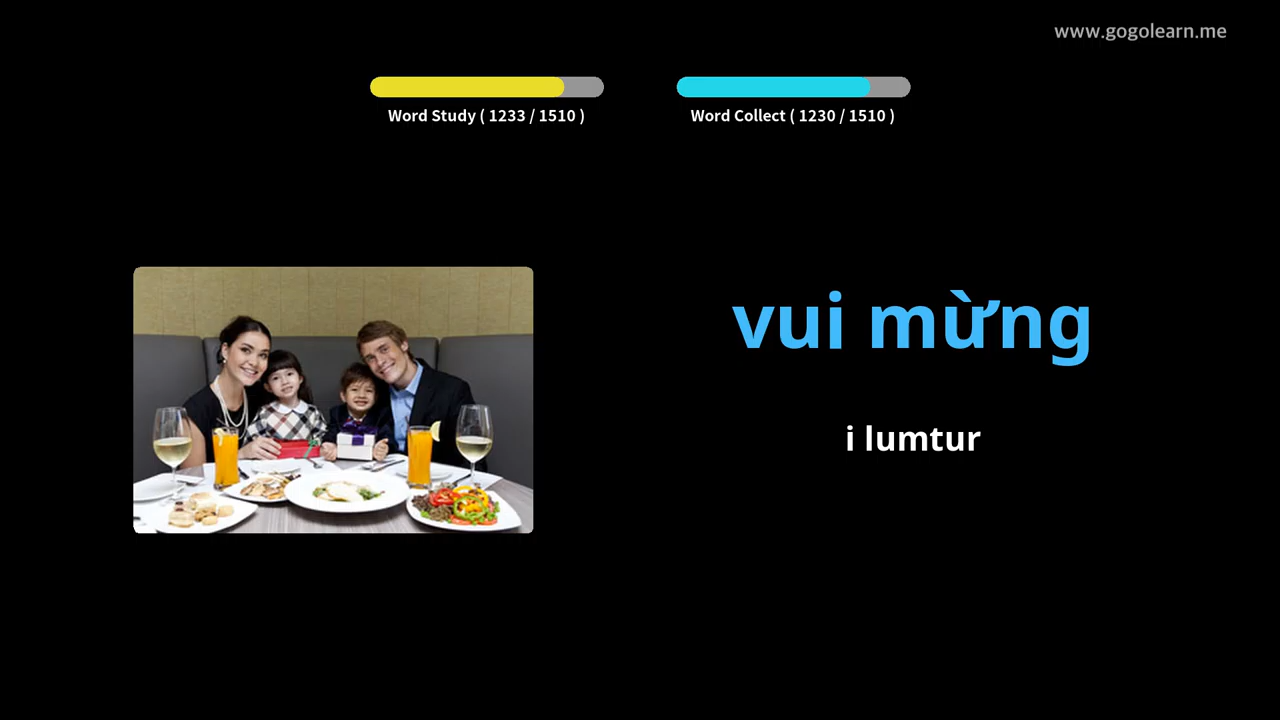 www.gogolearn.me
Word Study ( 1233 / 1510 )
Word Collect ( 1230 / 1510 )
vui mừng
i lumtur